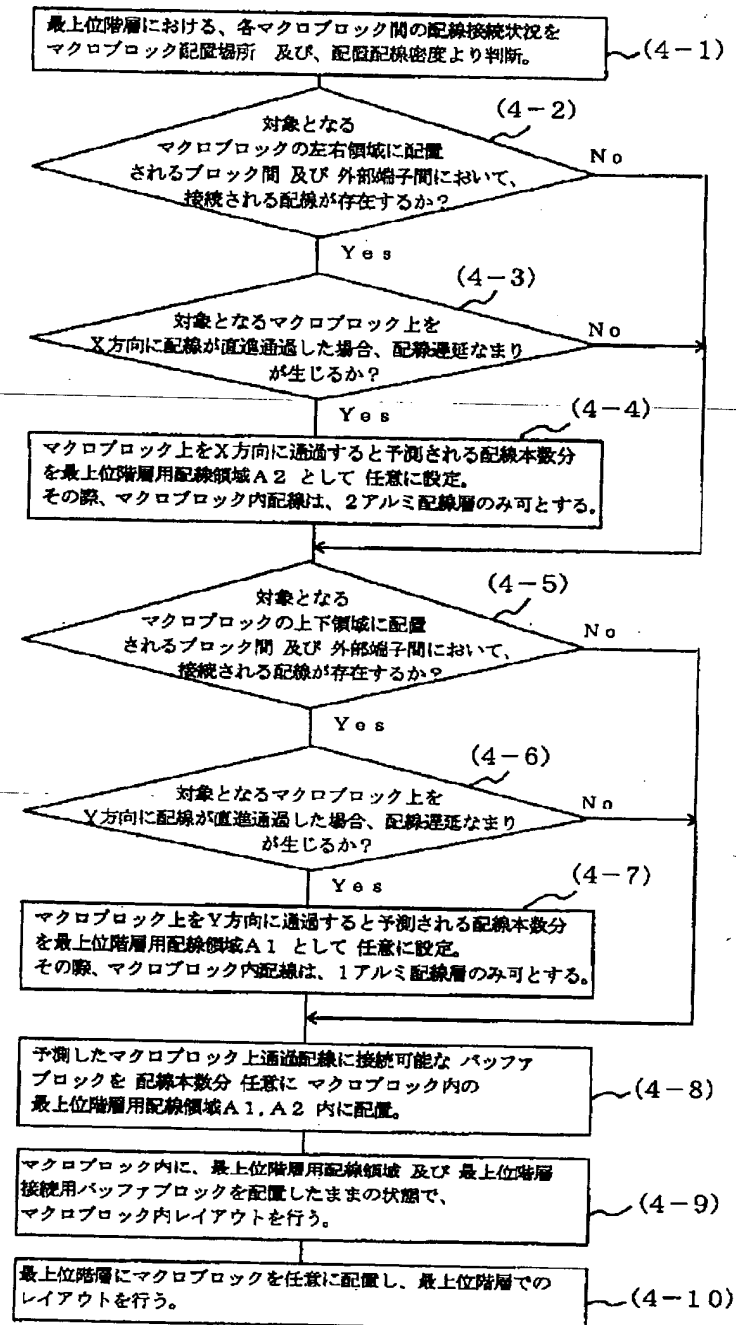 最上位階層における、各マクロブロック間の配線接続状況を
マクロブロック配置場所 及び、配置配線密度より判断。
(4-1)
(4-2)
対象となる
マクロブロックの左右領域に配置
されるブロック間 及び 外部端子間において、
接続される配線が存在するか?
No
Yes
(4-3)
対象となるマクロブロック上を
X方向に配線が直進通過した場合、配線遅延なまり
が生じるか?
No
Yes
(4-4)
マクロブロック上をX方向に通過すると予測される配線本数分
を最上位階層用配線領域A2 として 任意に設定。
その際、マクロブロック内配線は、2アルミ配線層のみ可とする。
(4-5)
対象となる
マクロブロックの上下領域に配置
されるブロック間 及び 外部端子間において、
接続される配線が存在するか?
No
Yes
(4-6)
対象となるマクロブロック上を
Y方向に配線が直進通過した場合、配線遅延なまり
が生じるか?
No
Yes
(4-7)
マクロブロック上をY方向に通過すると予測される配線本数分
を最上位階層用配線領域A1 として 任意に設定。
その際、マクロブロック内配線は、1アルミ配線層のみ可とする。
予測したマクロブロック上通過配線に接続可能な バッファ
ブロックを 配線本数分 任意に マクロブロック内の
最上位階層用配線領域A1,A2 内に配置。
(4-8)
マクロブロック内に、最上位階層用配線領域 及び 最上位階層
接続用バッファブロックを配置したままの状態で、
マクロブロック内レイアウトを行う。
(4-9)
最上位階層にマクロブロックを任意に配置し、最上位階層での
レイアウトを行う。
(4-10)